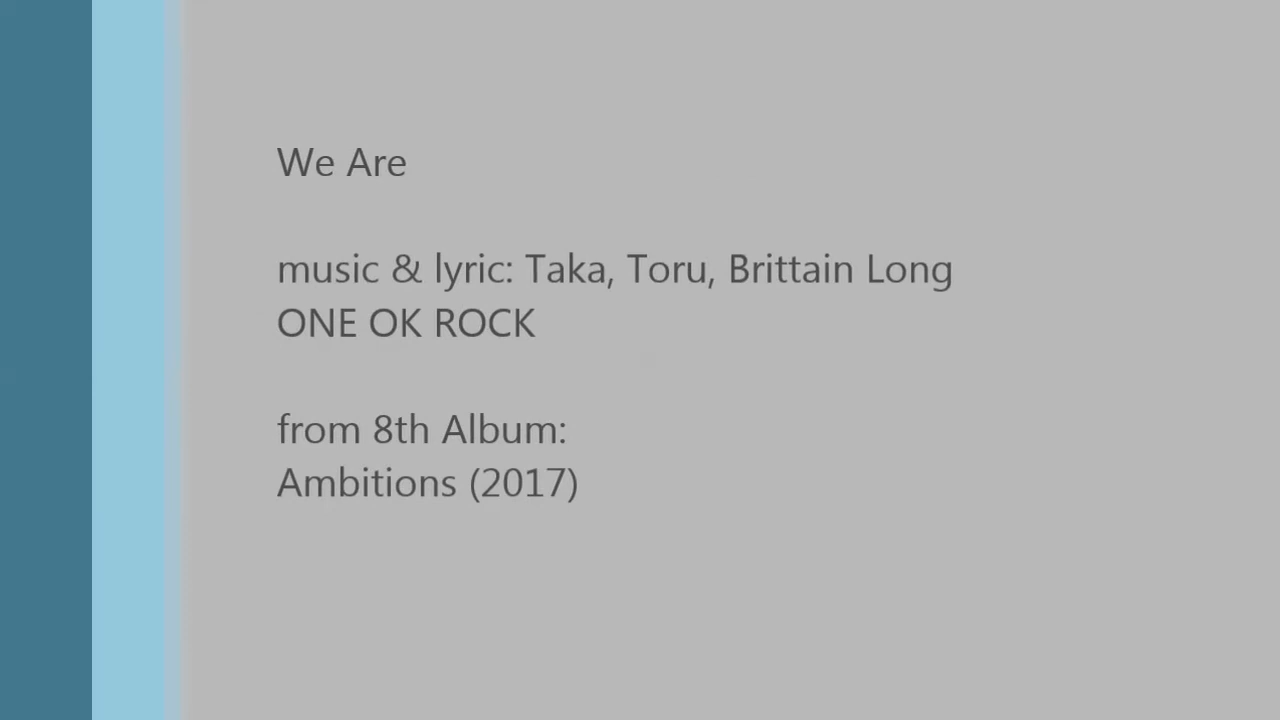 We Are
music & lyric: Taka, Toru, Brittain Long
ONE OK ROCK
from 8th Album:
Ambitions (2017)